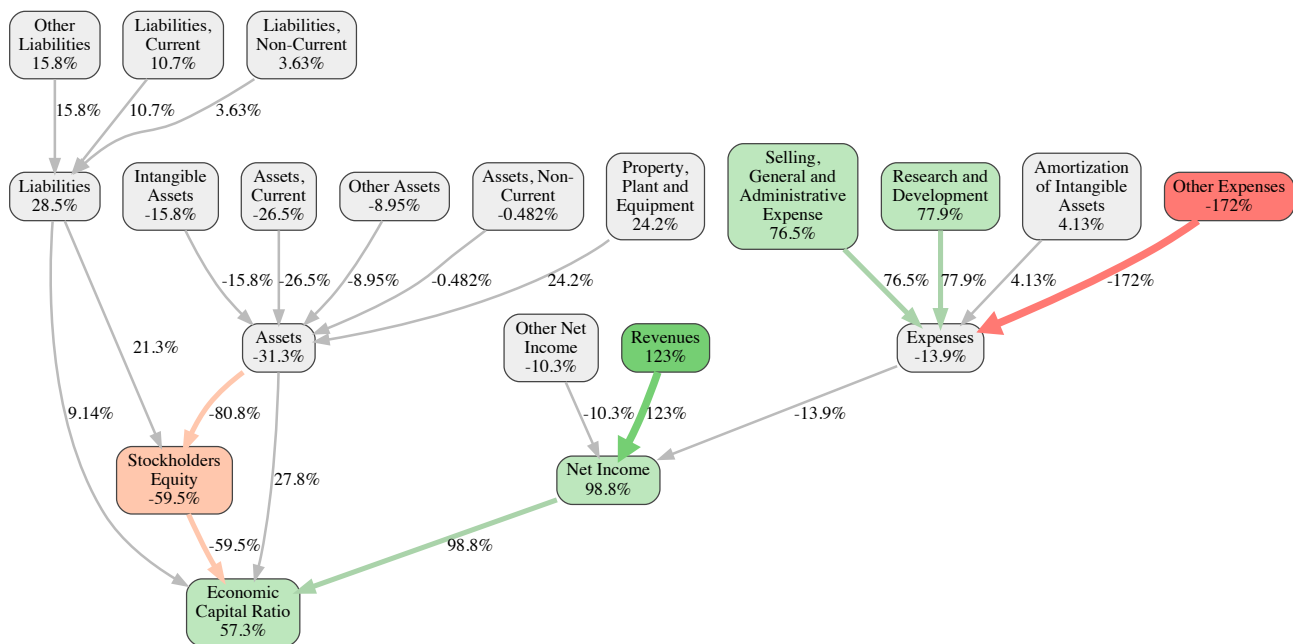 Other
Liabilities
15.8%
Liabilities,
Current
10.7%
Liabilities,
Non-Current
3.63%
15.8%
10.7%
3.63%
Liabilities
28.5%
Intangible
Assets
-15.8%
Assets,
Current
-26.5%
Other Assets
-8.95%
Assets, Non-
Current
-0.482%
Property,
Plant and
Equipment
24.2%
Selling,
General and
Administrative
Expense
76.5%
Research and
Development
77.9%
Amortization
of Intangible
Assets
4.13%
Other Expenses
-172%
-15.8%
-26.5%
-8.95%
-0.482%
24.2%
76.5%
77.9%
4.13%
-172%
21.3%
Assets
-31.3%
Other Net
Income
-10.3%
Revenues
123%
Expenses
-13.9%
9.14%
-80.8%
-10.3%
123%
-13.9%
Stockholders
Equity
-59.5%
27.8%
Net Income
98.8%
-59.5%
98.8%
Economic
Capital Ratio
57.3%